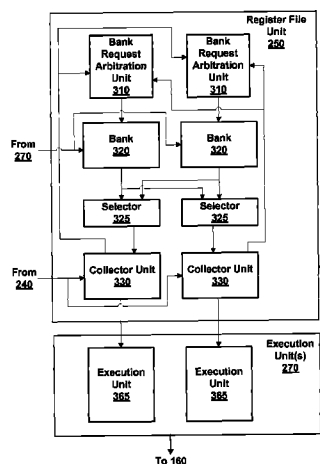 Register File
Unit
250
Bank
Request
Arbitration
Unit
310
Bank
Request
Arbitration
Unit
310
From
270
Bank
320
Bank
320
Selector
325
Selector
325
From
240
Collector Unit
330
Collector Unit
330
Execution
Unit(s)
270
Execution
Unit
365
Execution
Unit
365
To 160